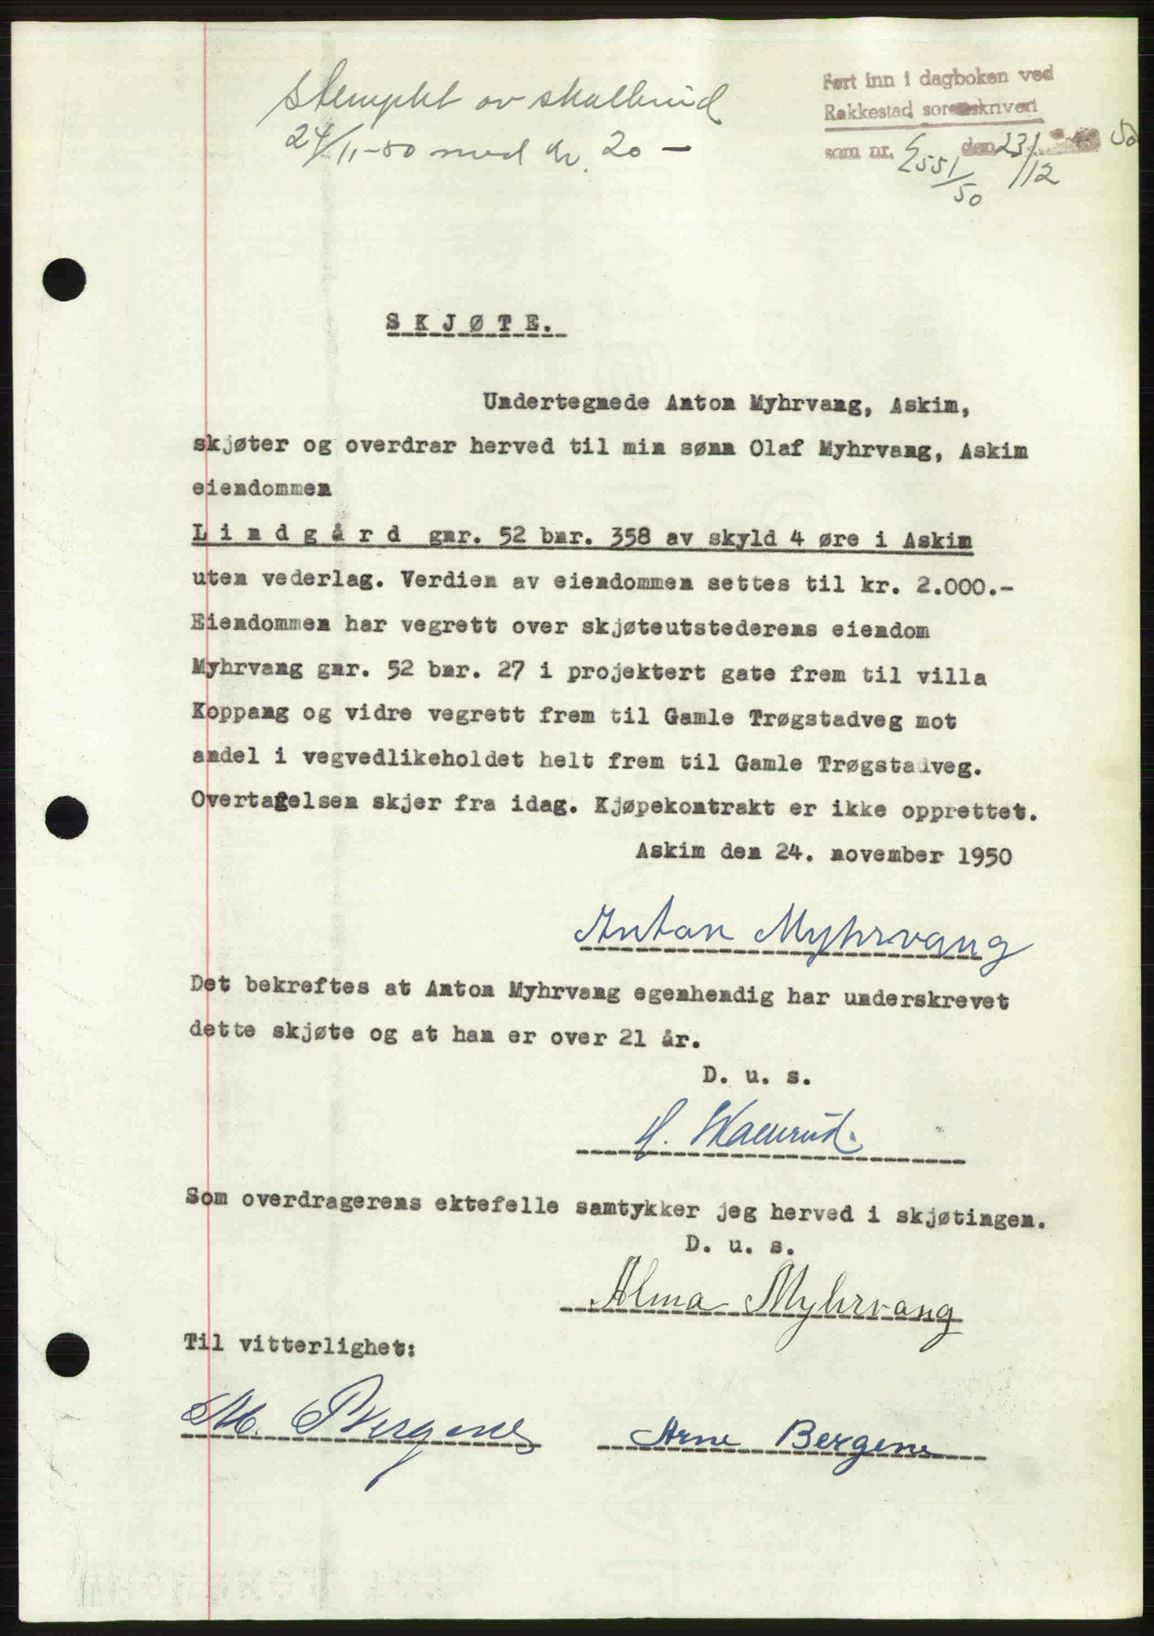 Stemplet av skallerud
24/11-50 med kr. 20 —
Ført inn i dagboken ved
Rakkestad sorenskriveri
som nr. 2551/50 den 23/12 50
SKJØTE.
Undertegnede Anton Myhrvang, Askim,
skjøter og overdrar herved til min sønn Olaf Myhrvang, Askim
eiendommen
Lindgård gnr. 52 bnr. 358 av skyld 4 øre i Askim
uten vederlag. Verdien av eiendommen settes til kr. 2.000.-
Eiendommen har vegrett over skjøteutstederens eiendom
Myhrvang gnr. 52 bnr. 27 i projektert gate frem til villa
Koppang og vidre vegrett frem til Gamle Trøgstadveg mot
andel i vegvedlikeholdet helt frem til Gamle Trøgstadveg.
Overtagelsen skjer fra idag. Kjøpekontrakt er ikke opprettet.
Askim den 24. november 1950
Anton Myhrvang
Det bekreftes at Anton Myhrvang egenhendig har underskrevet
dette skjøte og at han er over 21 år.
D. u. s.
H. Skallerud.
Som overdragerens ektefelle samtykker jeg herved i skjøtingen.
D. u. s.
Alma Myhrvang
Til vitterlighet:
M. Bergene Arne Bergene